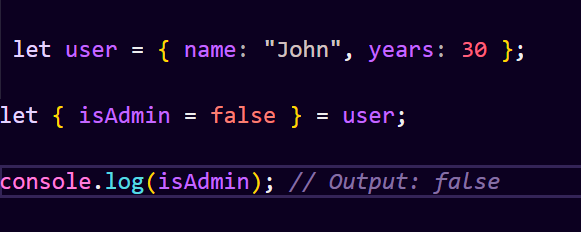 let user = { name: "John", years: 30 };
let { isAdmin = false } = user;
console.log(isAdmin); // Output: false